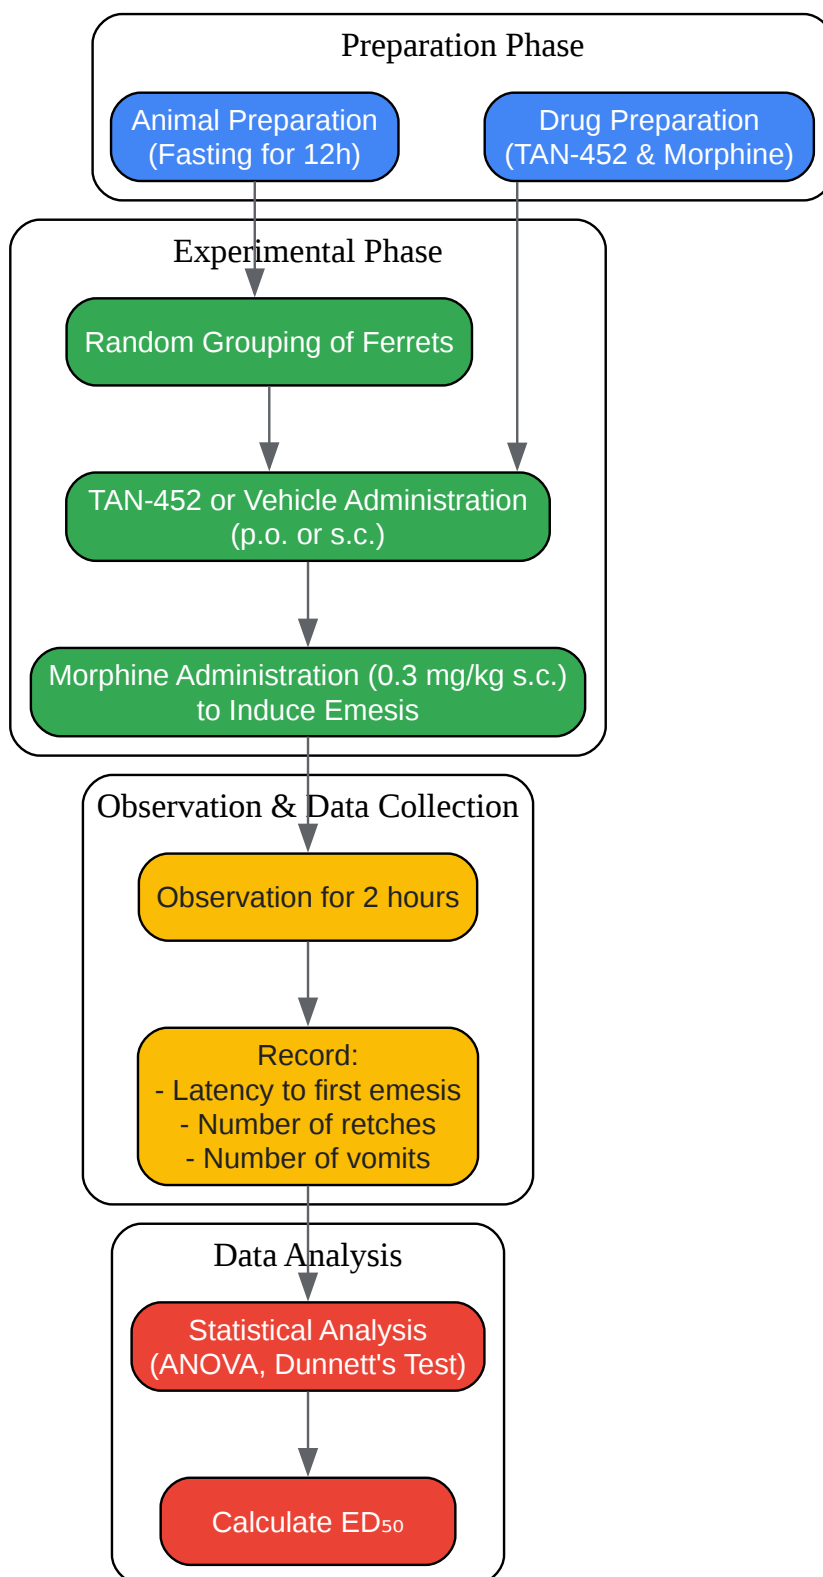 Preparation Phase
Animal Preparation
(Fasting for 12h)
Drug Preparation
(TAN-452 & Morphine)
Experimental Phase
Random Grouping of Ferrets
TAN-452 or Vehicle Administration
(p.o. or s.c.)
Morphine Administration (0.3 mg/kg s.c.)
to Induce Emesis
Observation & Data Collection
Observation for 2 hours
Record:
- Latency to first emesis
- Number of retches
- Number of vomits
Data Analysis
Statistical Analysis
(ANOVA, Dunnett's Test)
Calculate ED₅₀